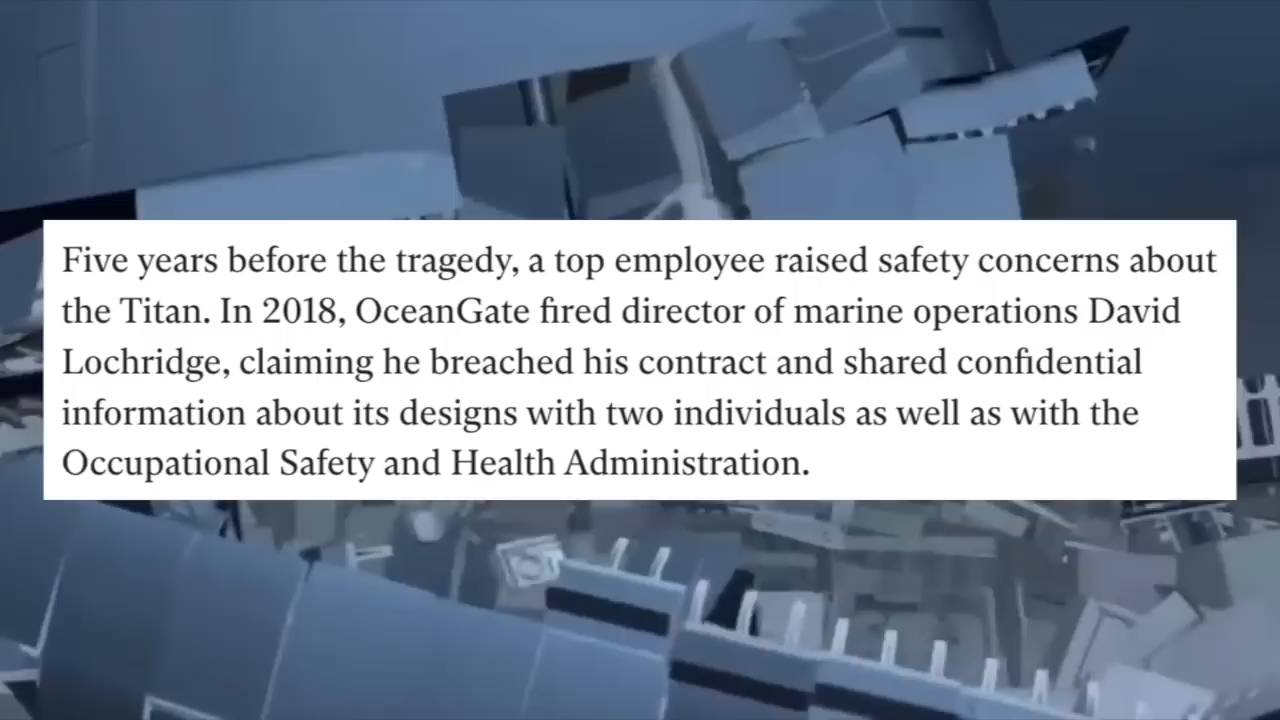 Five years before the tragedy, a top employee raised safety concerns about
the Titan. In 2018, OceanGate fired director of marine operations David
Lochridge, claiming he breached his contract and shared confidential
information about its designs with two individuals as well as with the
Occupational Safety and Health Administration.